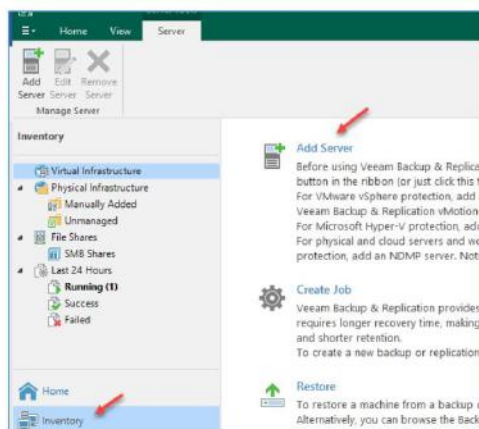 Home View Server
Add Server
Edit Server
Remove Server
Manage Server
Inventory
Virtual Infrastructure
Physical Infrastructure
Manually Added
Unmanaged
File Shares
SMB Shares
Last 24 Hours
Running (1)
Success
Failed
Home
Inventory
Add Server
Before using Veeam Backup & Replica
button in the ribbon (or just click this t
For VMware vSphere protection, add
Veeam Backup & Replication vMotion
For Microsoft Hyper-V protection, add
For physical and cloud servers and we
protection, add an NDMP server. Not
Create Job
Veeam Backup & Replication provides
requires longer recovery time, making
and shorter retention.
To create a new backup or replication
Restore
To restore a machine from a backup
Alternatively, you can browse the Back